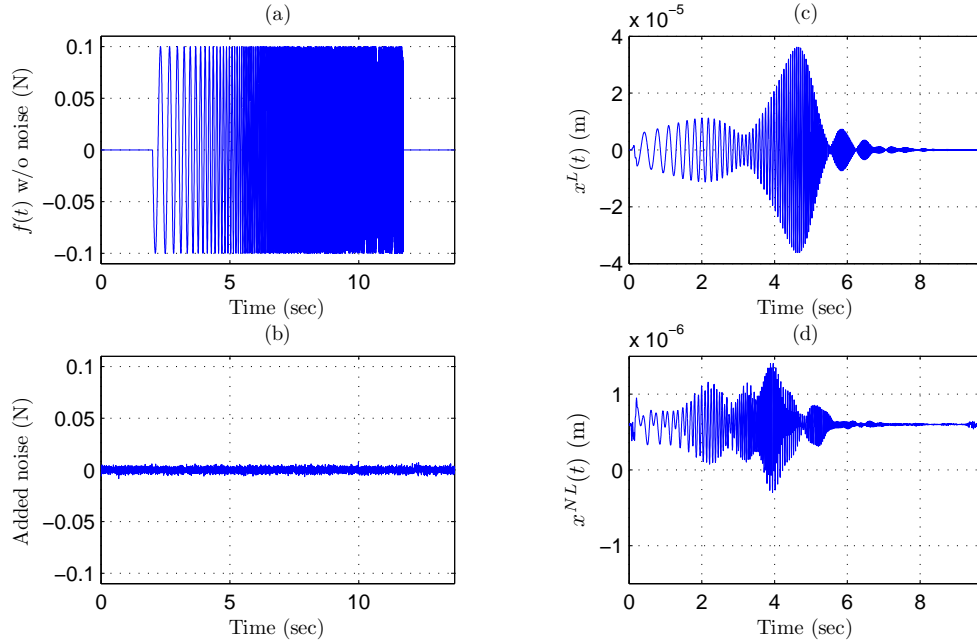 (a)
f(t) w/o noise (N)
0.1
0.05
0
−0.05
−0.1
0
5
10
Time (sec)
(c)
x 10⁻⁵
x^L(t) (m)
4
2
0
−2
−4
0
2
4
6
8
Time (sec)
(b)
Added noise (N)
0.1
0.05
0
−0.05
−0.1
0
5
10
Time (sec)
(d)
x 10⁻⁶
x^{NL}(t) (m)
1
0
−1
0
2
4
6
8
Time (sec)